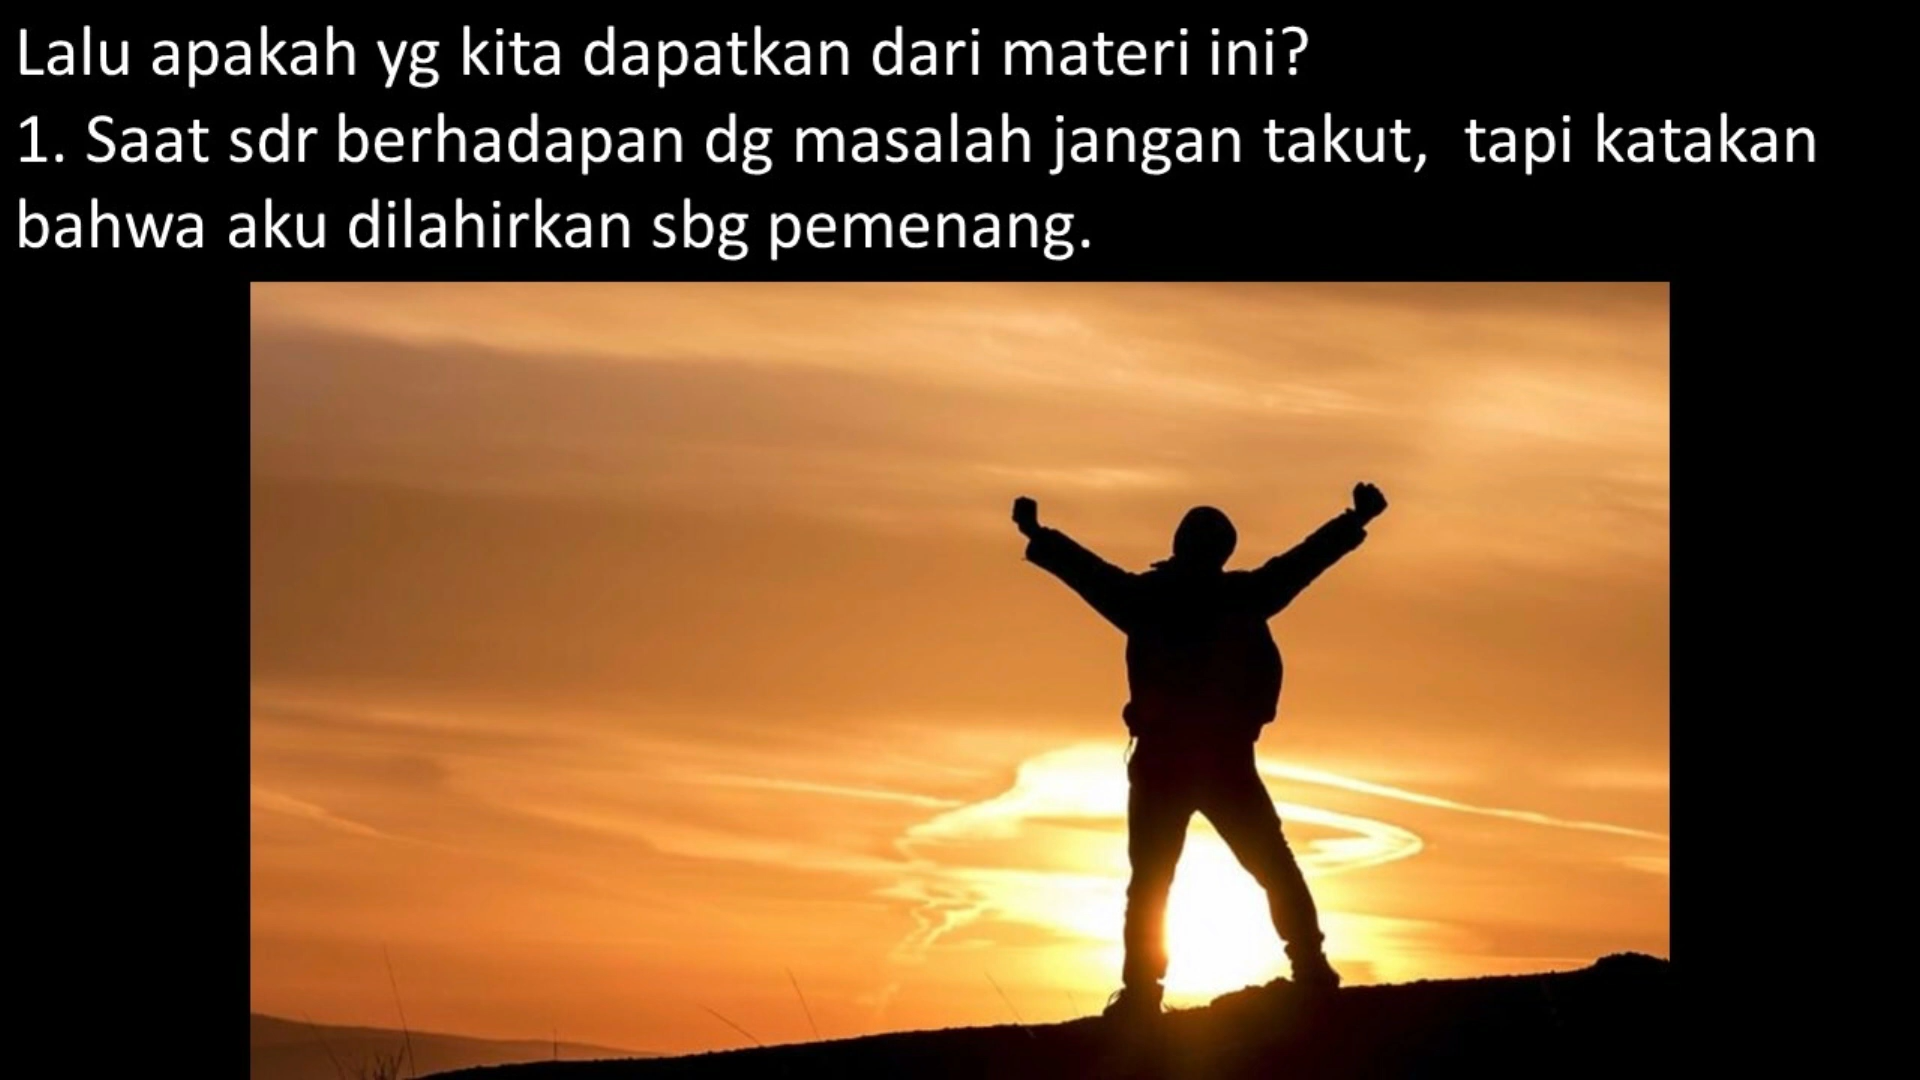 Lalu apakah yg kita dapatkan dari materi ini?
1. Saat sdr berhadapan dg masalah jangan takut,  tapi katakan
bahwa aku dilahirkan sbg pemenang.